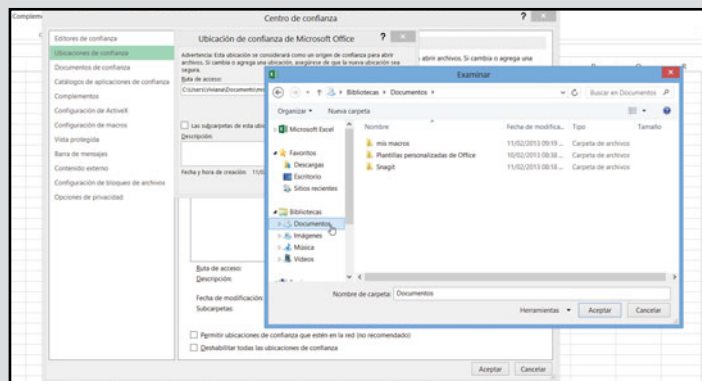 Complem
Centro de confianza
?
Editores de confianza
Ubicaciones de confianza
Documentos de confianza
Catálogos de aplicaciones de confianza
Complementos
Configuración de ActiveX
Configuración de macros
Vista protegida
Barra de mensajes
Contenido externo
Configuración de bloqueo de archivos
Opciones de privacidad
Ubicación de confianza de Microsoft Office
?
Advertencia: Esta ubicación se considerará como un origen de confianza para abrir
archivos. Si cambia o agrega una ubicación, asegúrese de que la nueva ubicación sea
segura.
Ruta de acceso:
C:\Users\Viviana\Documents\mis
Las subcarpetas de esta
Descripción:
Fecha y hora de creación: 11/02
abrir archivos. Si cambia o agrega una
Ruta de acceso:
Descripción:
Fecha de modificación:
Subcarpetas:
Permitir ubicaciones de confianza que estén en la red (no recomendado)
Deshabilitar todas las ubicaciones de confianza
Aceptar Cancelar
Examinar
Bibliotecas Documentos
Buscar en Documentos
Organizar Nueva carpeta
Microsoft Excel
Favoritos
Descargas
Escritorio
Sitios recientes
Bibliotecas
Documentos
Imágenes
Música
Vídeos
Nombre Fecha de modifica... Tipo Tamaño
mis macros 11/02/2013 09:19 ... Carpeta de archivos
Plantillas personalizadas de Office 10/02/2013 08:38 ... Carpeta de archivos
Snagit 11/02/2013 08:18 ... Carpeta de archivos
Nombre de carpeta: Documentos
Herramientas Aceptar Cancelar